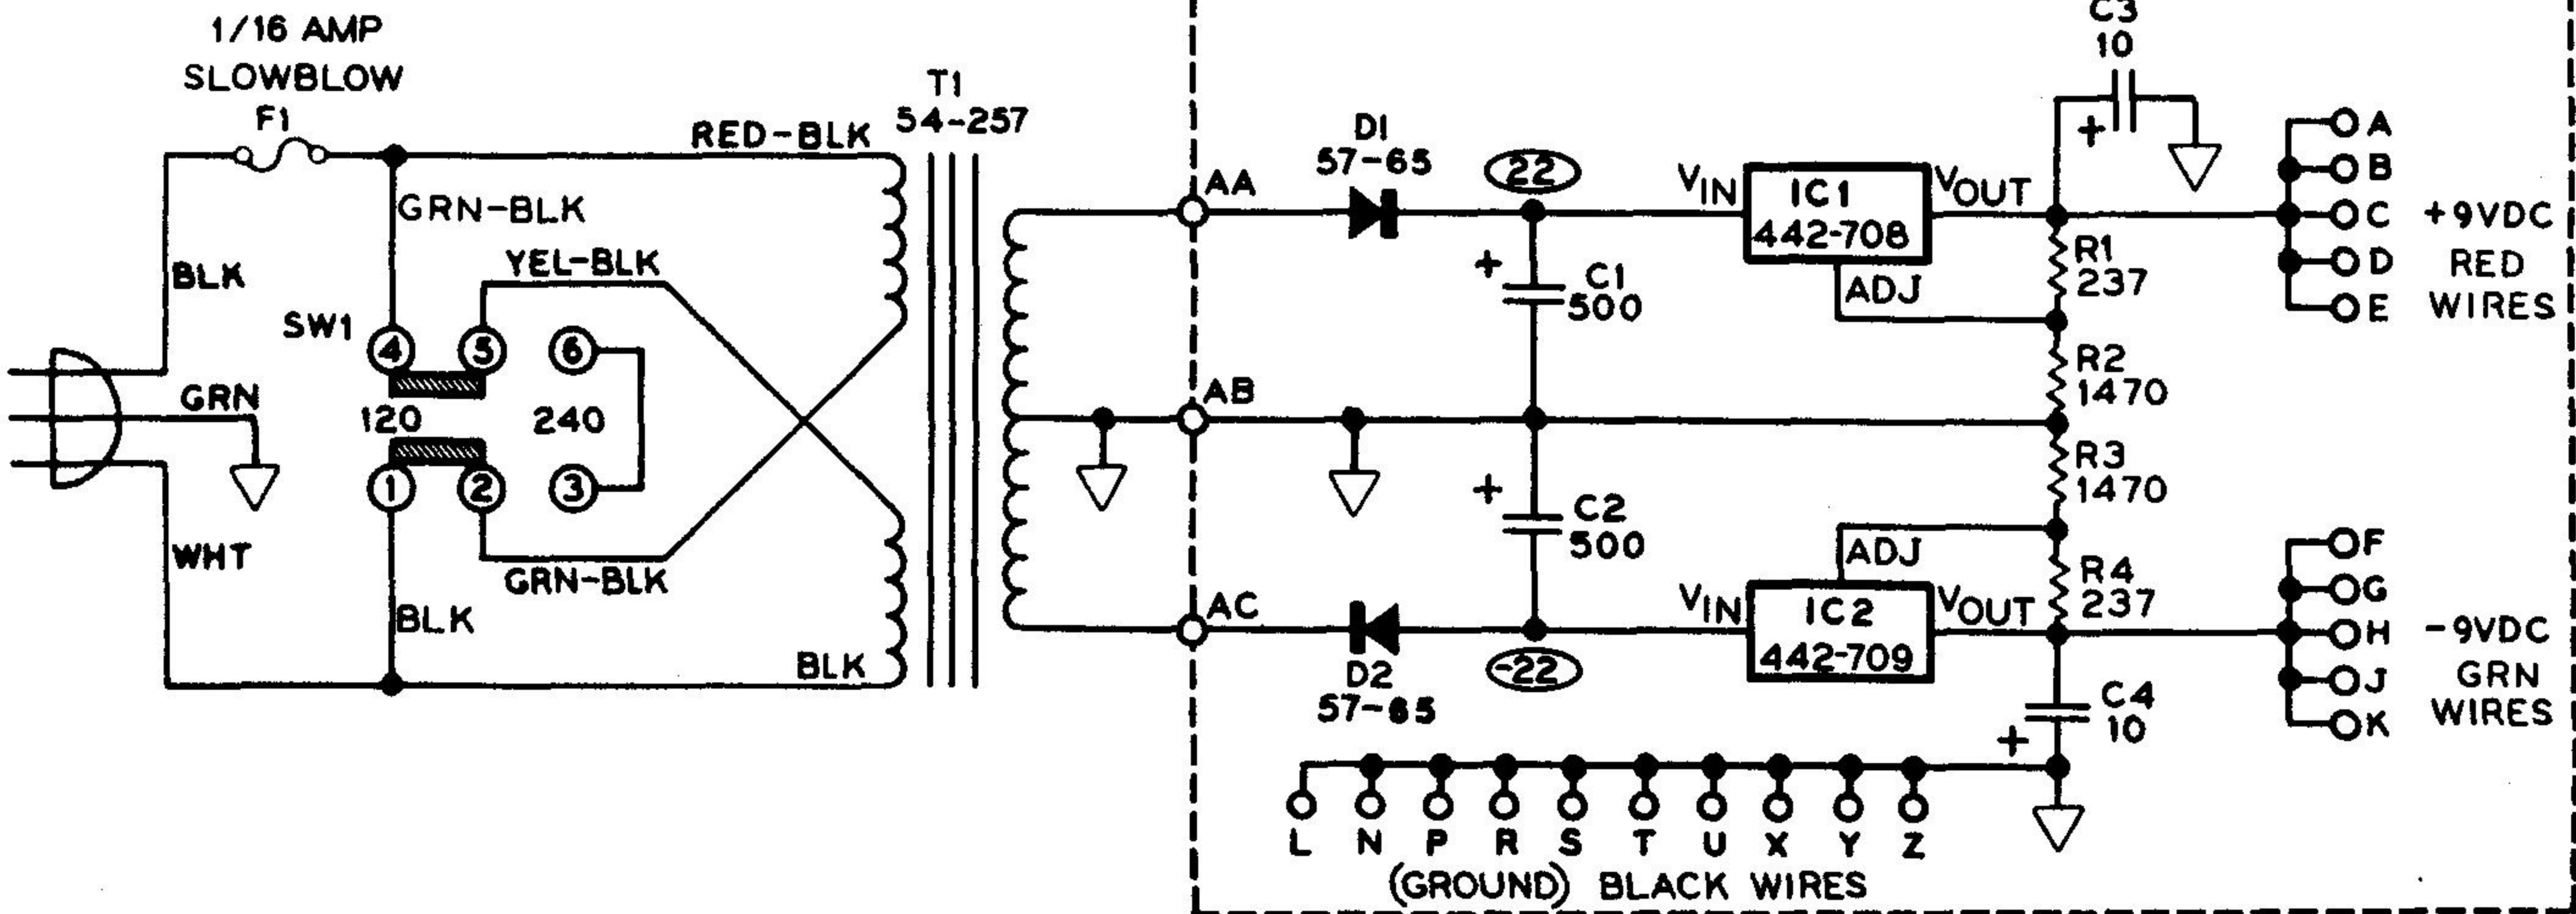 1/16 AMP
SLOWBLOW
F1
RED-BLK
T1
54-257
GRN-BLK
BLK
YEL-BLK
SW1
4
5
6
GRN
120
240
1
2
3
WHT
GRN-BLK
BLK
BLK
AA
D1
57-65
22
VIN
IC1
442-708
VOUT
ADJ
C3
10
+
A
B
C
D
E
+9VDC
RED
WIRES
+
C1
500
R1
237
R2
1470
AB
R3
1470
+
C2
500
AC
D2
57-65
-22
VIN
ADJ
IC2
442-709
VOUT
R4
237
F
G
H
J
K
-9VDC
GRN
WIRES
C4
10
+
L N P R S T U X Y Z
(GROUND) BLACK WIRES